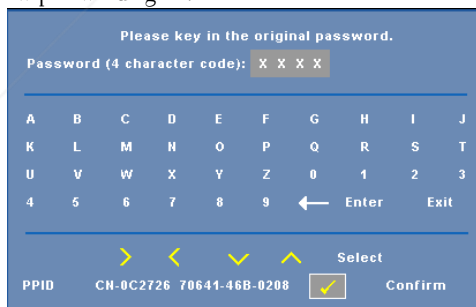 Please key in the original password.
Password (4 character code): X X X X
A B C D E F G H I J
K L M N O P Q R S T
U V W X Y Z 0 1 2 3
4 5 6 7 8 9 ← Enter Exit
> < ∨ ∧ Select
PPID CN-0C2726 70641-46B-0208 ✓ Confirm